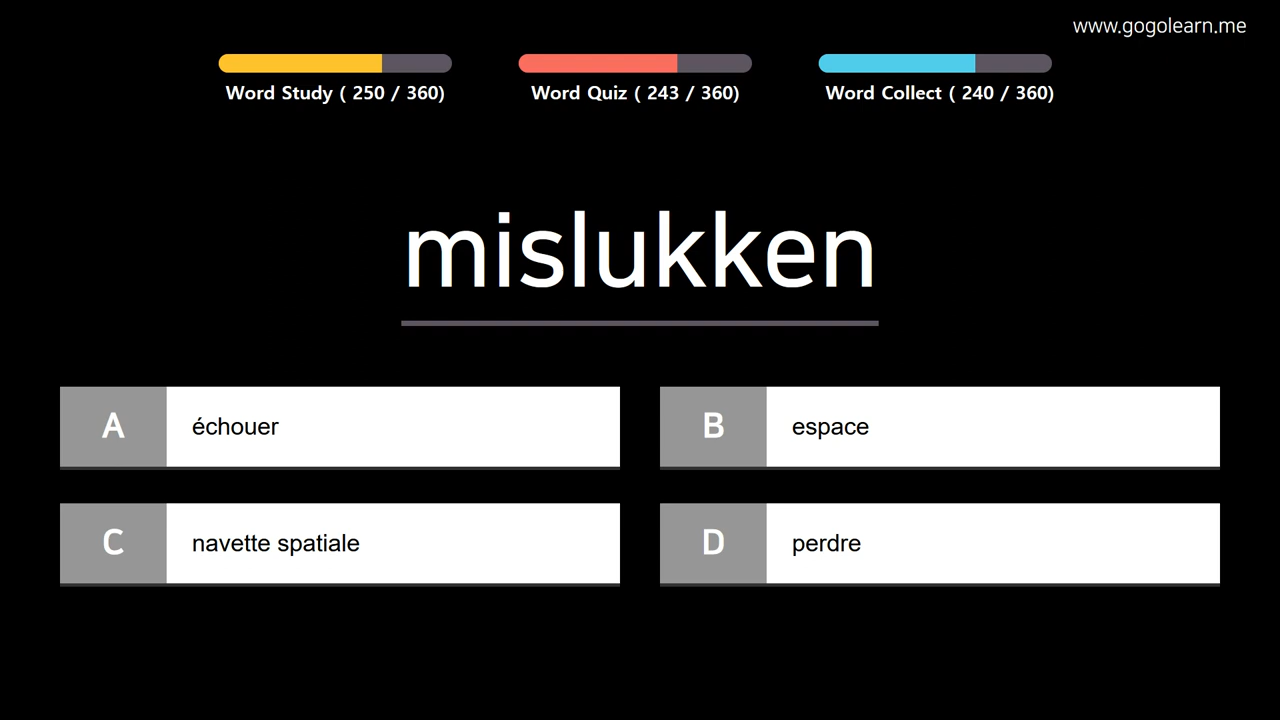 www.gogolearn.me
Word Study ( 250 / 360)
Word Quiz ( 243 / 360)
Word Collect ( 240 / 360)
mislukken
A échouer
B espace
C navette spatiale
D perdre